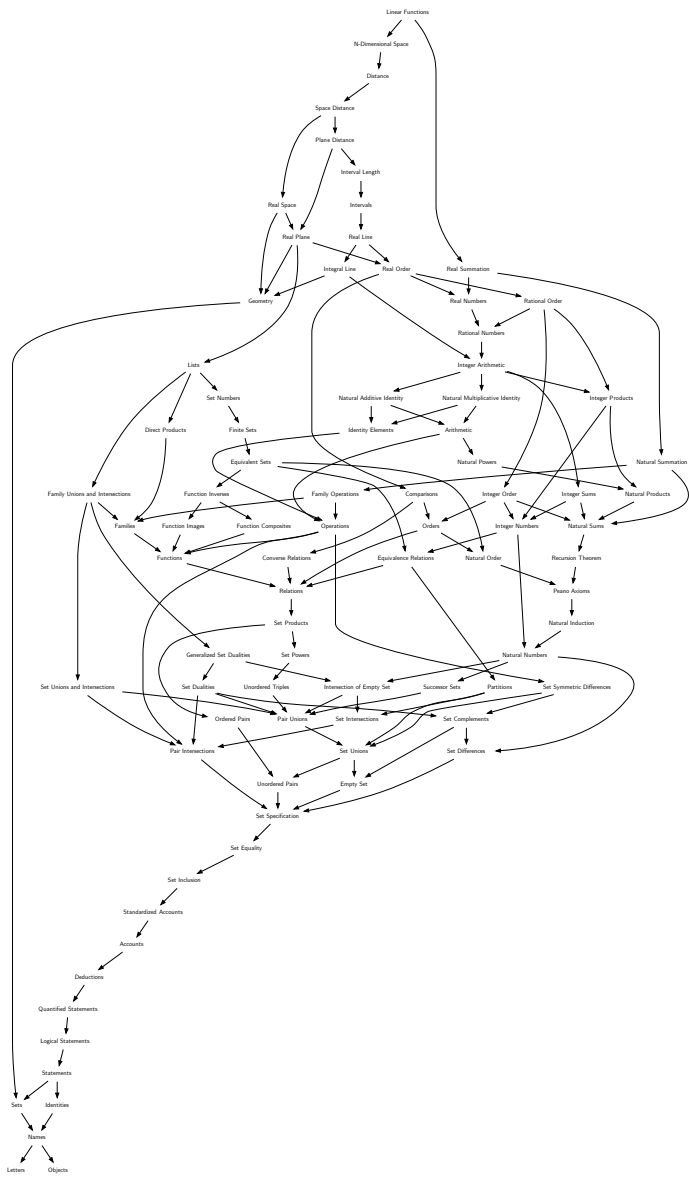 Linear Functions
N-Dimensional Space
Distance
Space Distance
Plane Distance
Interval Length
Real Space
Intervals
Real Plane
Real Line
Integral Line
Real Order
Real Summation
Geometry
Real Numbers
Rational Order
Rational Numbers
Lists
Integer Arithmetic
Set Numbers
Natural Additive Identity
Natural Multiplicative Identity
Integer Products
Direct Products
Finite Sets
Identity Elements
Arithmetic
Equivalent Sets
Natural Powers
Natural Summation
Family Unions and Intersections
Function Inverses
Family Operations
Comparisons
Integer Order
Integer Sums
Natural Products
Families
Function Images
Function Composites
Operations
Orders
Integer Numbers
Natural Sums
Functions
Converse Relations
Equivalence Relations
Natural Order
Recursion Theorem
Relations
Peano Axioms
Set Products
Natural Induction
Generalized Set Dualities
Set Powers
Natural Numbers
Set Unions and Intersections
Set Dualities
Unordered Triples
Intersection of Empty Set
Successor Sets
Partitions
Set Symmetric Differences
Ordered Pairs
Pair Unions
Set Intersections
Set Complements
Pair Intersections
Set Unions
Set Differences
Unordered Pairs
Empty Set
Set Specification
Set Equality
Set Inclusion
Standardized Accounts
Accounts
Deductions
Quantified Statements
Logical Statements
Statements
Sets
Identities
Names
Letters
Objects